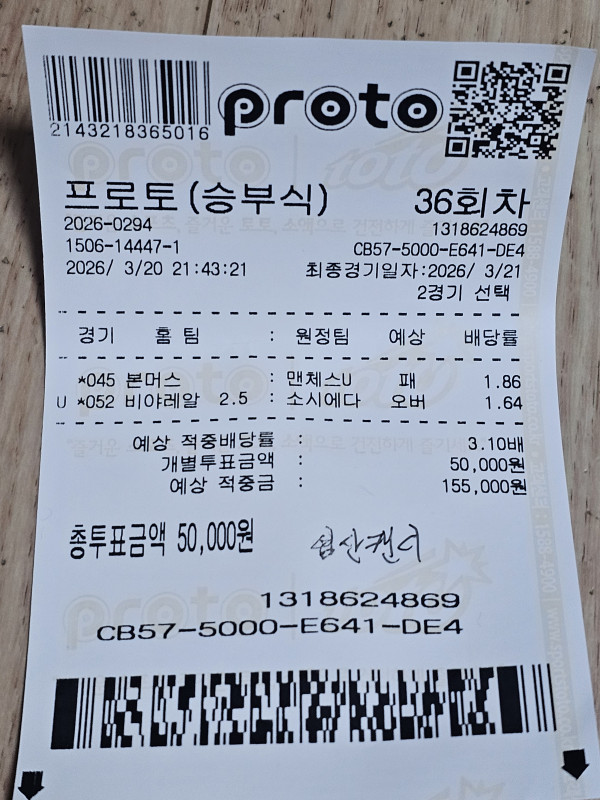 2143218365016
proto
프로토(승부식) 36회차
2026-0294 1318624869
1506-14447-1 CB57-5000-E641-DE4
2026/ 3/20 21:43:21 최종경기일자:2026/ 3/21
2경기 선택
경기 홈 팀 : 원정팀 예상 배당률
*045 본머스 : 맨체스U 패 1.86
U *052 비야레알 2.5 : 소시에다 오버 1.64
예상 적중배당률 : 3.10배
개별투표금액 : 50,000원
예상 적중금 : 155,000원
총투표금액 50,000원
1318624869
CB57-5000-E641-DE4